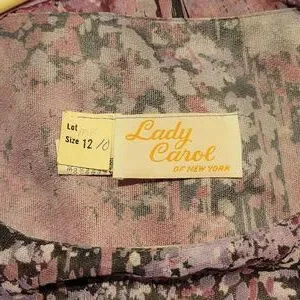 Lot
Size 12/10
Lady
Carol
OF NEW YORK